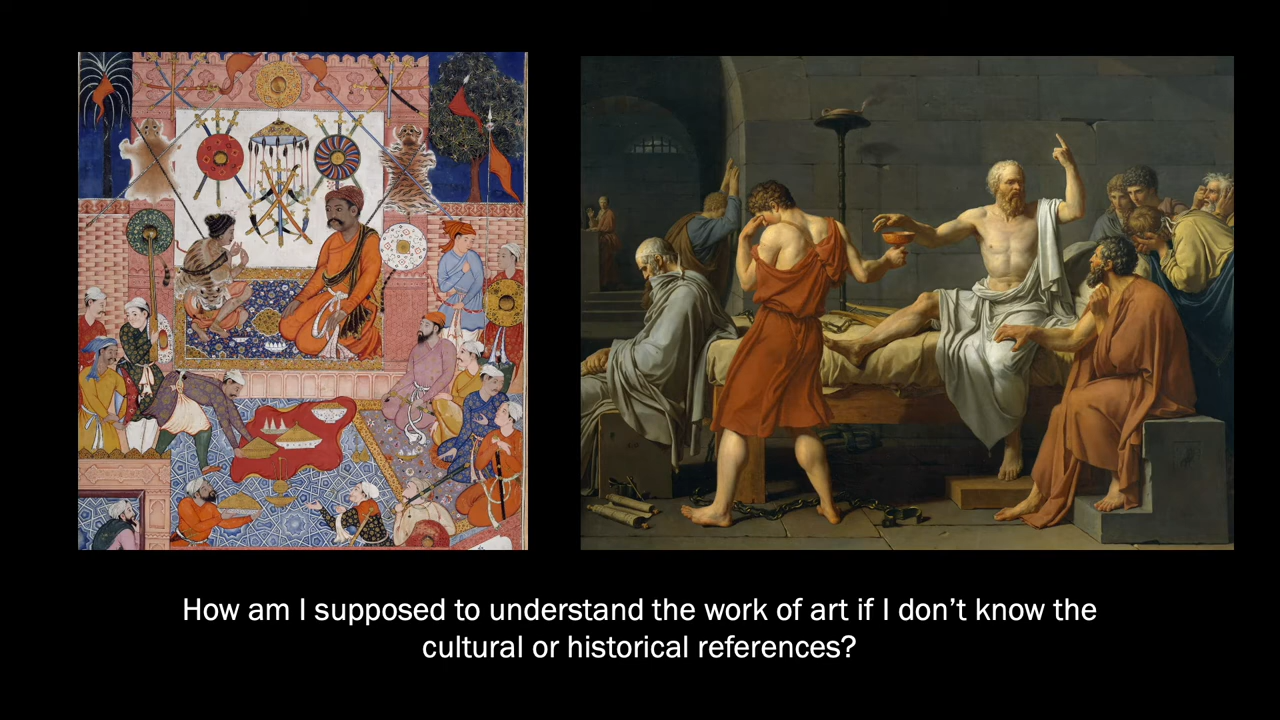 How am I supposed to understand the work of art if I don’t know the
cultural or historical references?